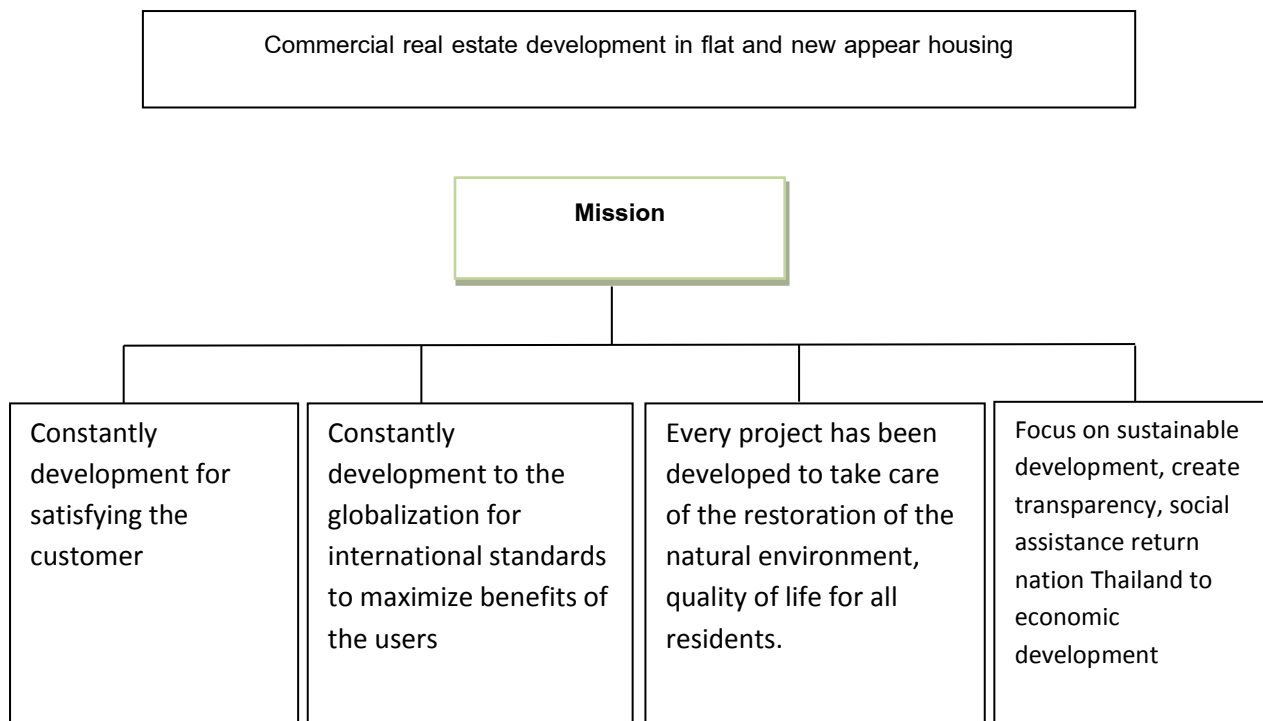 Commercial real estate development in flat and new appear housing
Mission
Constantly
development for
satisfying the
customer
Constantly
development to the
globalization for
international standards
to maximize benefits of
the users
Every project has been
developed to take care
of the restoration of the
natural environment,
quality of life for all
residents.
Focus on sustainable
development, create
transparency, social
assistance return
nation Thailand to
economic
development